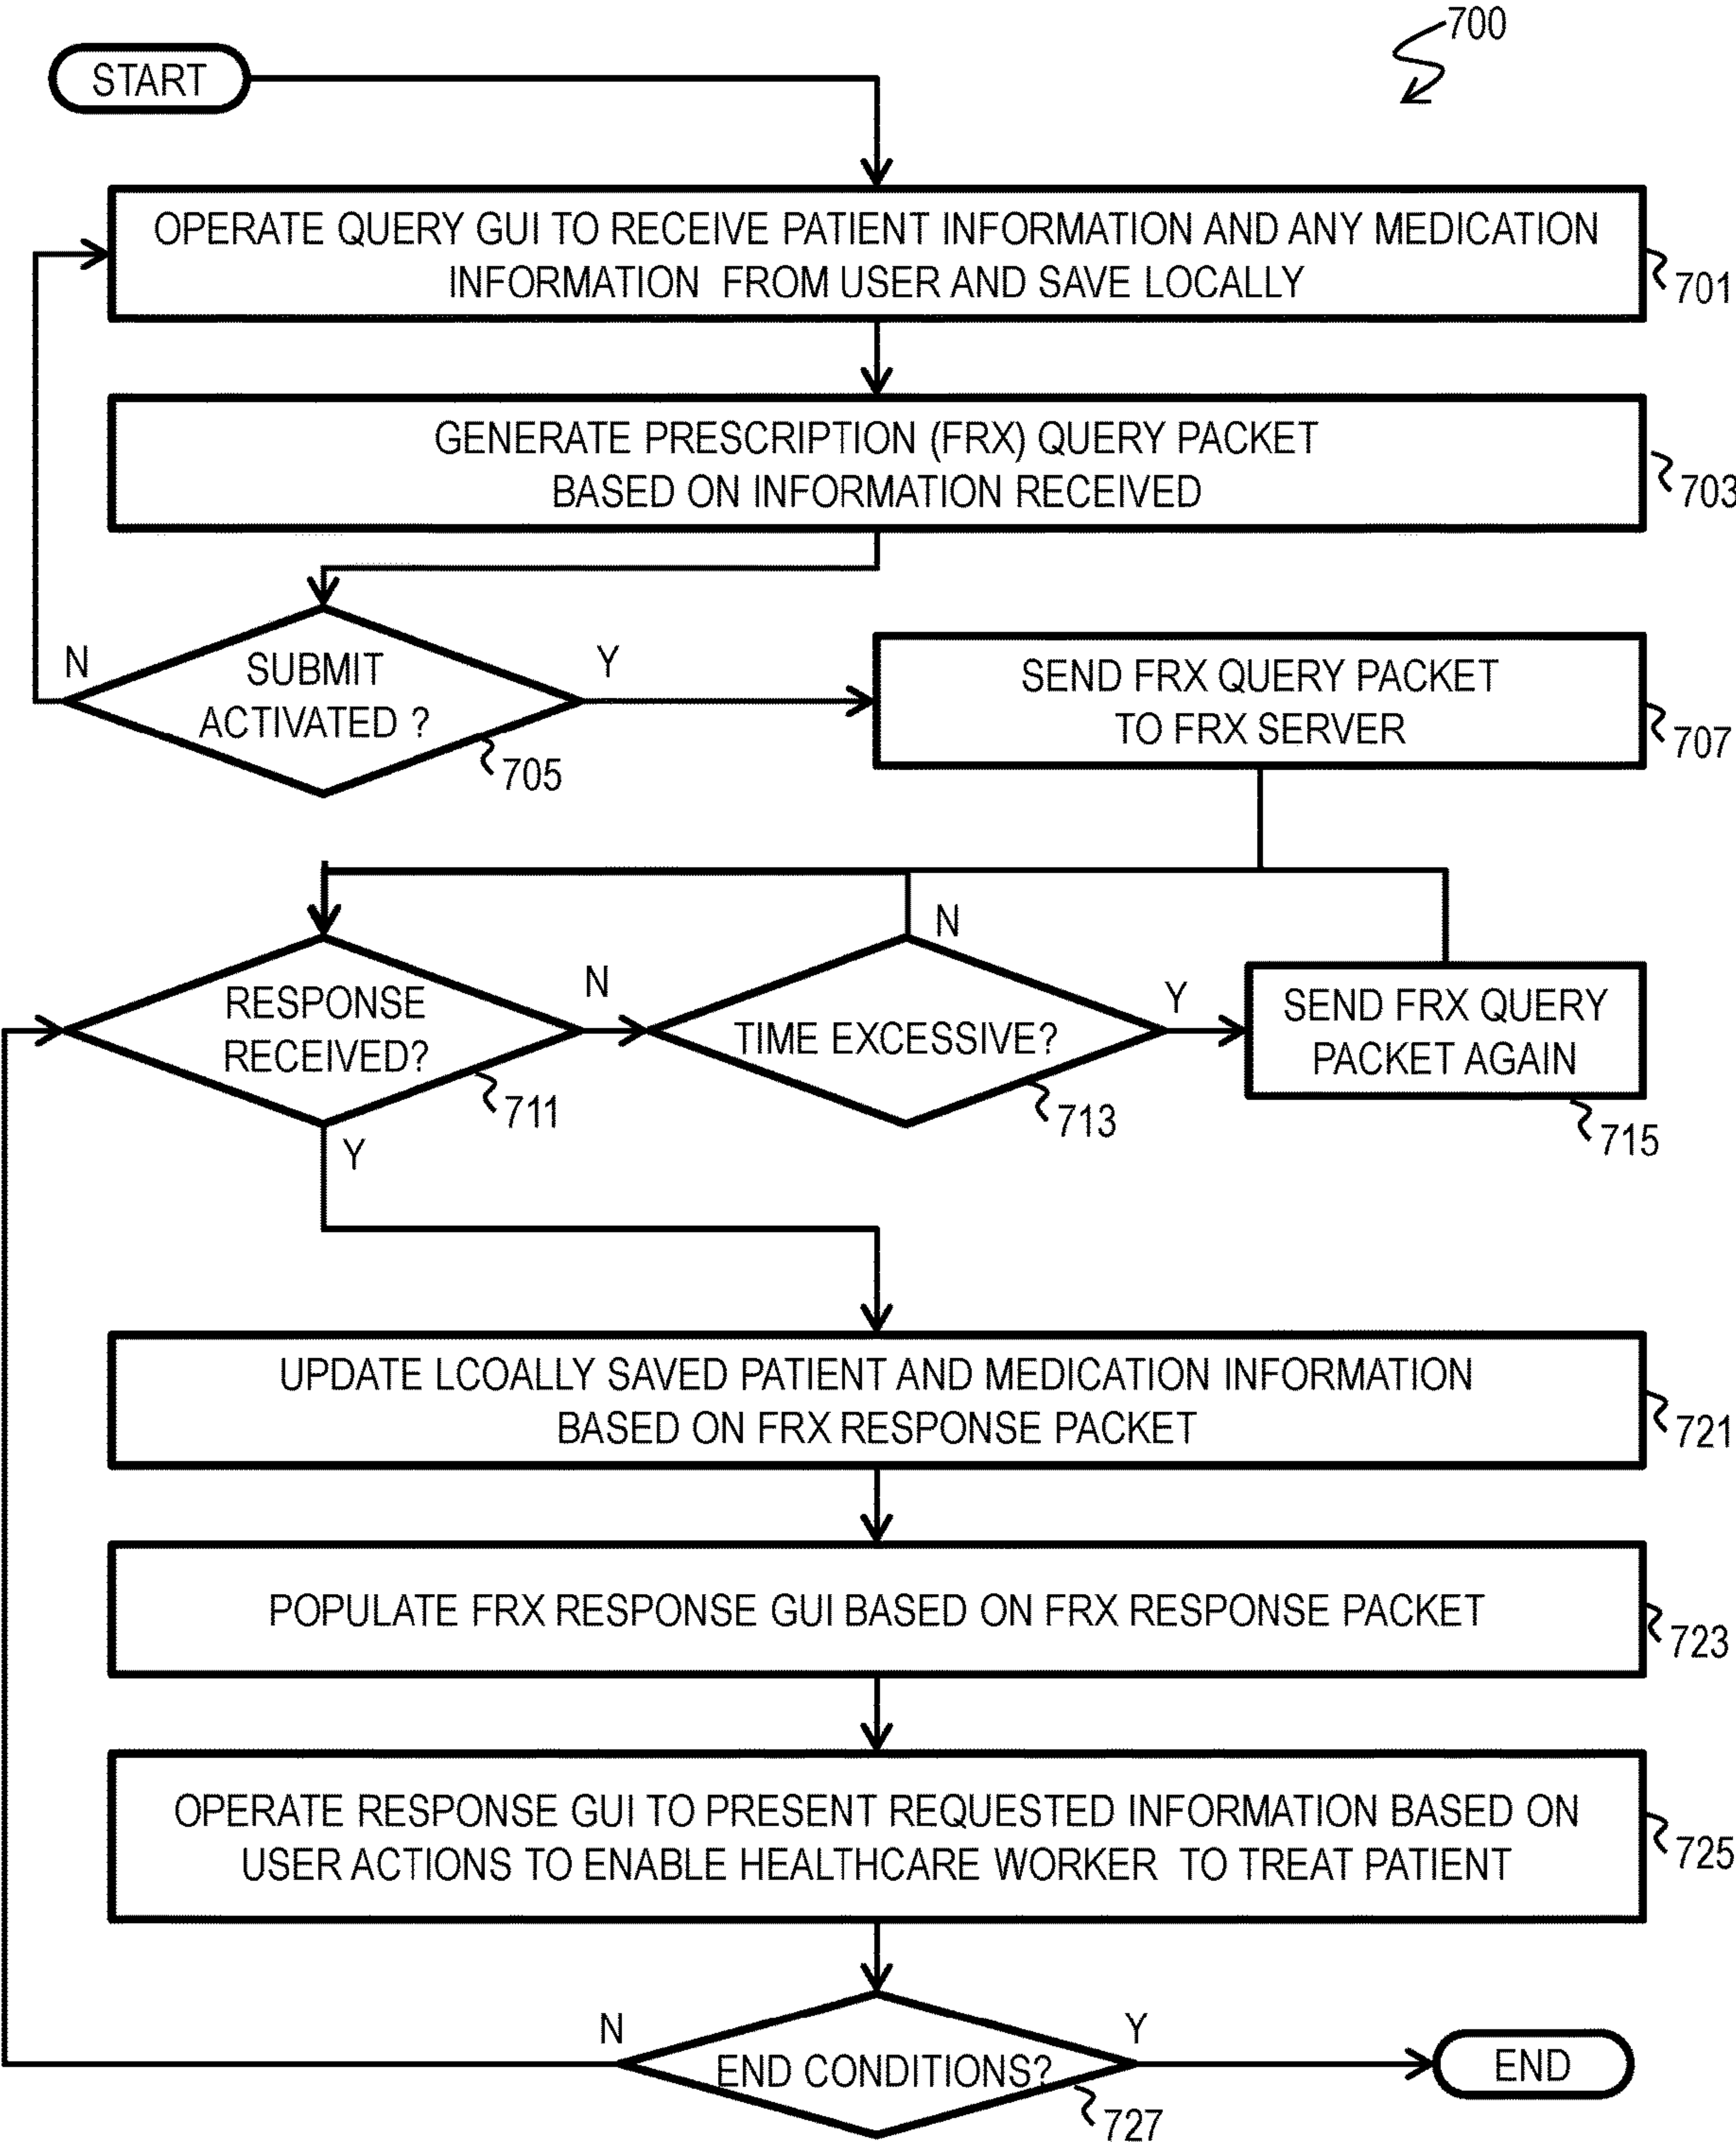 700
START
OPERATE QUERY GUI TO RECEIVE PATIENT INFORMATION AND ANY MEDICATION
INFORMATION FROM USER AND SAVE LOCALLY
701
GENERATE PRESCRIPTION (FRX) QUERY PACKET
BASED ON INFORMATION RECEIVED
703
N
SUBMIT
ACTIVATED ?
Y
705
SEND FRX QUERY PACKET
TO FRX SERVER
707
RESPONSE
RECEIVED?
N
711
Y
N
TIME EXCESSIVE?
Y
713
SEND FRX QUERY
PACKET AGAIN
715
UPDATE LCOALLY SAVED PATIENT AND MEDICATION INFORMATION
BASED ON FRX RESPONSE PACKET
721
POPULATE FRX RESPONSE GUI BASED ON FRX RESPONSE PACKET
723
OPERATE RESPONSE GUI TO PRESENT REQUESTED INFORMATION BASED ON
USER ACTIONS TO ENABLE HEALTHCARE WORKER TO TREAT PATIENT
725
N
END CONDITIONS?
Y
727
END